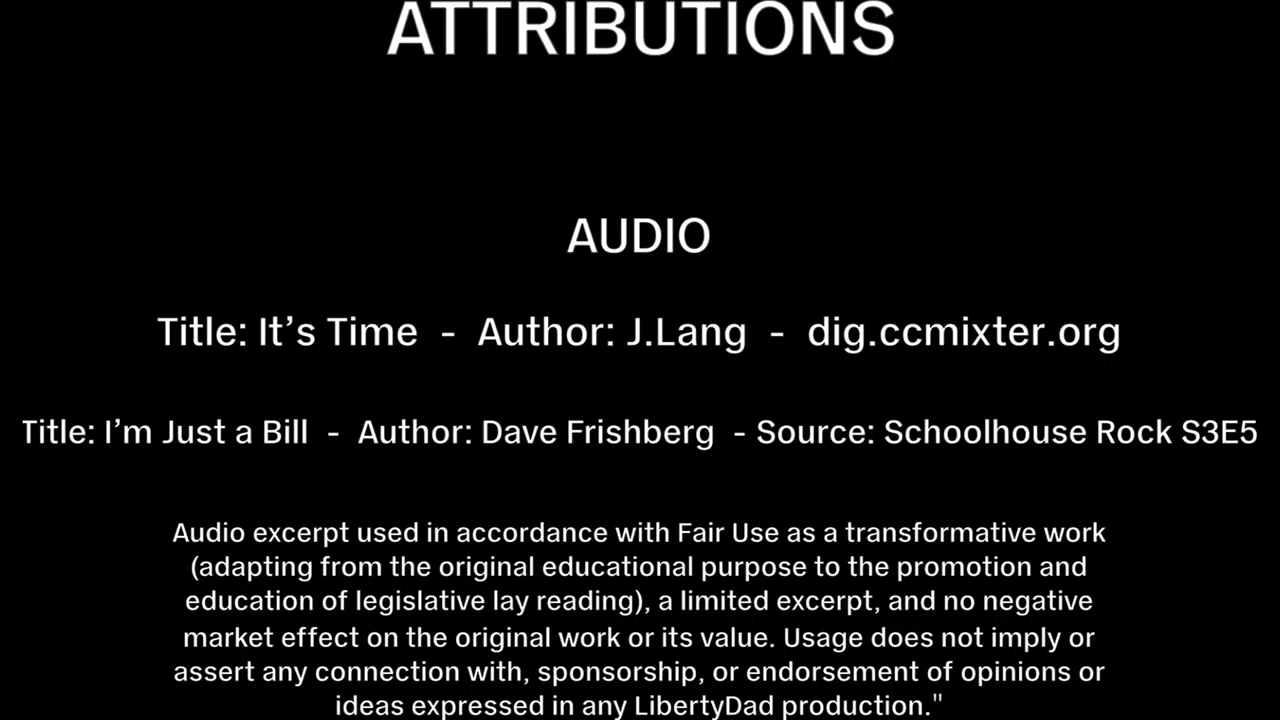 ATTRIBUTIONS
AUDIO
Title: It’s Time - Author: J.Lang - dig.ccmixter.org
Title: I’m Just a Bill - Author: Dave Frishberg - Source: Schoolhouse Rock S3E5
Audio excerpt used in accordance with Fair Use as a transformative work
(adapting from the original educational purpose to the promotion and
education of legislative lay reading), a limited excerpt, and no negative
market effect on the original work or its value. Usage does not imply or
assert any connection with, sponsorship, or endorsement of opinions or
ideas expressed in any LibertyDad production."